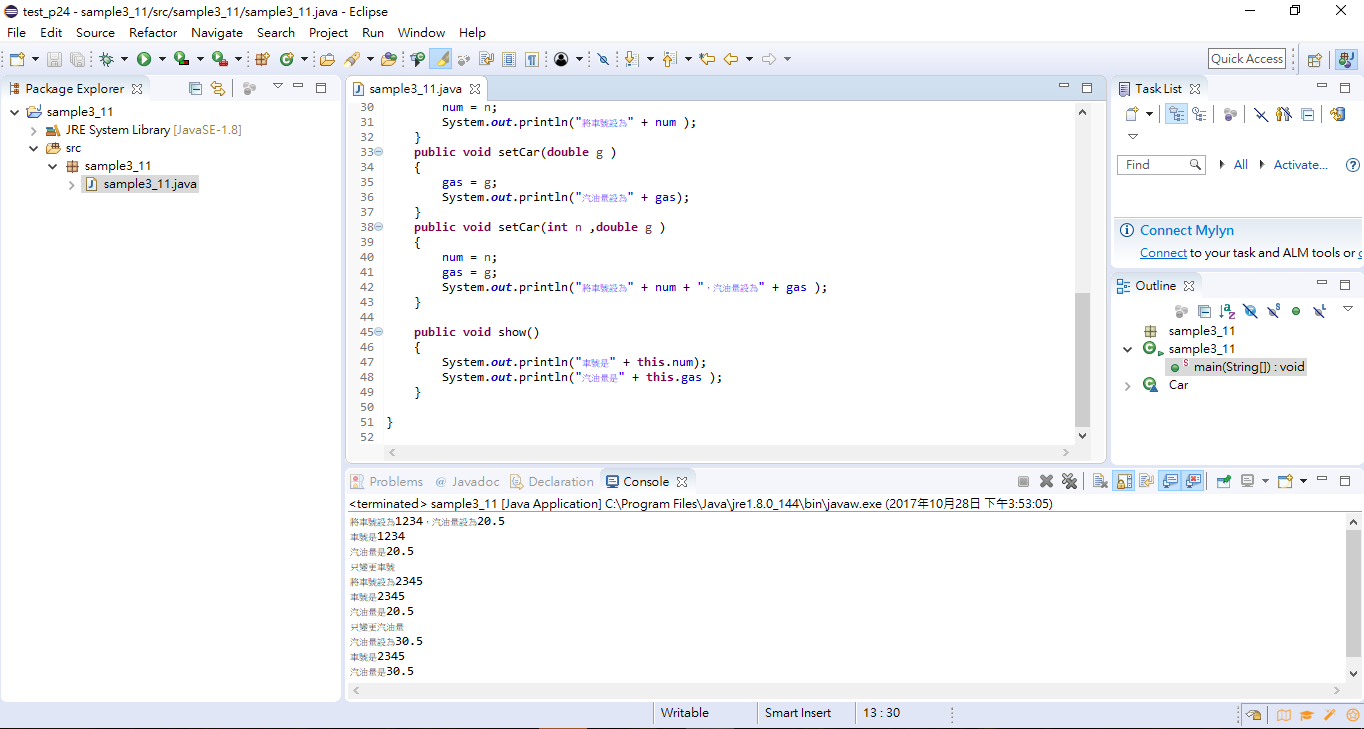 test_p24 - sample3_11/src/sample3_11/sample3_11.java - Eclipse
File Edit Source Refactor Navigate Search Project Run Window Help
Quick Access
Package Explorer
sample3_11
JRE System Library [JavaSE-1.8]
src
sample3_11
sample3_11.java
sample3_11.java
30 num = n;
31 System.out.println("將車號設為" + num );
32 }
33 public void setCar(double g )
34 {
35 gas = g;
36 System.out.println("汽油量設為" + gas);
37 }
38 public void setCar(int n ,double g )
39 {
40 num = n;
41 gas = g;
42 System.out.println("將車號設為" + num + "，汽油量設為" + gas );
43 }
44
45 public void show()
46 {
47 System.out.println("車號是" + this.num);
48 System.out.println("汽油量是" + this.gas );
49 }
50
51 }
52
Task List
Find All Activate...
Connect Mylyn
Connect to your task and ALM tools or c
Outline
sample3_11
sample3_11
main(String[]) : void
Car
Problems @ Javadoc Declaration Console
<terminated> sample3_11 [Java Application] C:\Program Files\Java\jre1.8.0_144\bin\javaw.exe (2017年10月28日 下午3:53:05)
將車號設為1234，汽油量設為20.5
車號是1234
汽油量是20.5
只變更車號
將車號設為2345
車號是2345
汽油量是20.5
只變更汽油量
汽油量設為30.5
車號是2345
汽油量是30.5
Writable Smart Insert 13 : 30